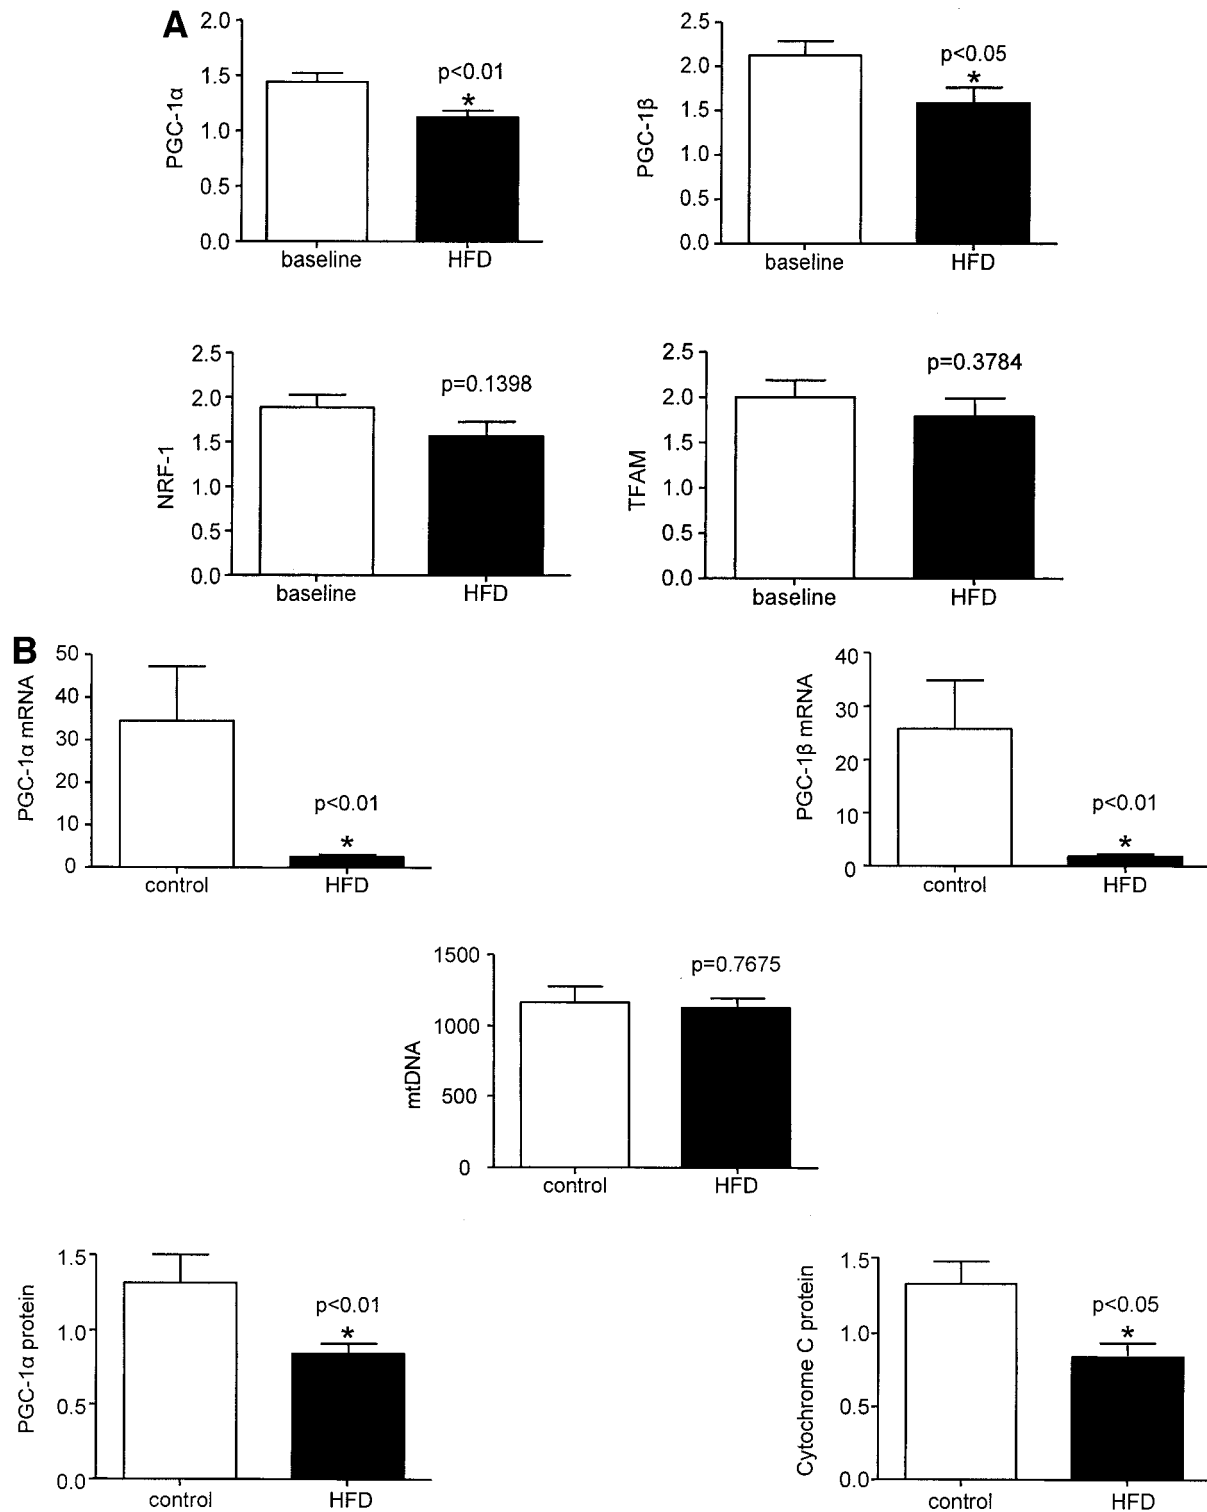 A
PGC-1α
2.0
1.5
1.0
0.5
0.0
p<0.01
*
baseline
HFD
PGC-1β
2.5
2.0
1.5
1.0
0.5
0.0
p<0.05
*
baseline
HFD
NRF-1
2.5
2.0
1.5
1.0
0.5
0.0
p=0.1398
baseline
HFD
TFAM
2.5
2.0
1.5
1.0
0.5
0.0
p=0.3784
baseline
HFD
B
PGC-1α mRNA
50
40
30
20
10
0
p<0.01
*
control
HFD
PGC-1β mRNA
40
30
20
10
0
p<0.01
*
control
HFD
mtDNA
1500
1000
500
0
p=0.7675
control
HFD
PGC-1α protein
1.5
1.0
0.5
0.0
p<0.01
*
control
HFD
Cytochrome C protein
1.5
1.0
0.5
0.0
p<0.05
*
control
HFD